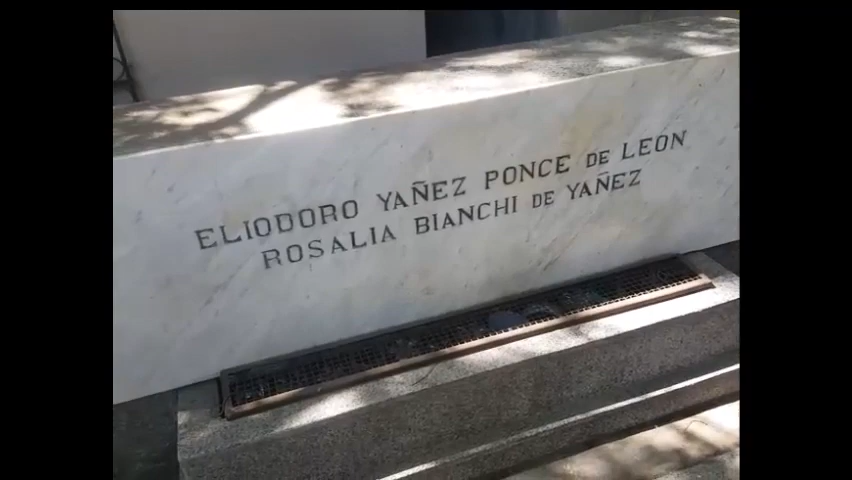 ELIODORO YAÑEZ PONCE DE LEON
ROSALIA BIANCHI DE YAÑEZ